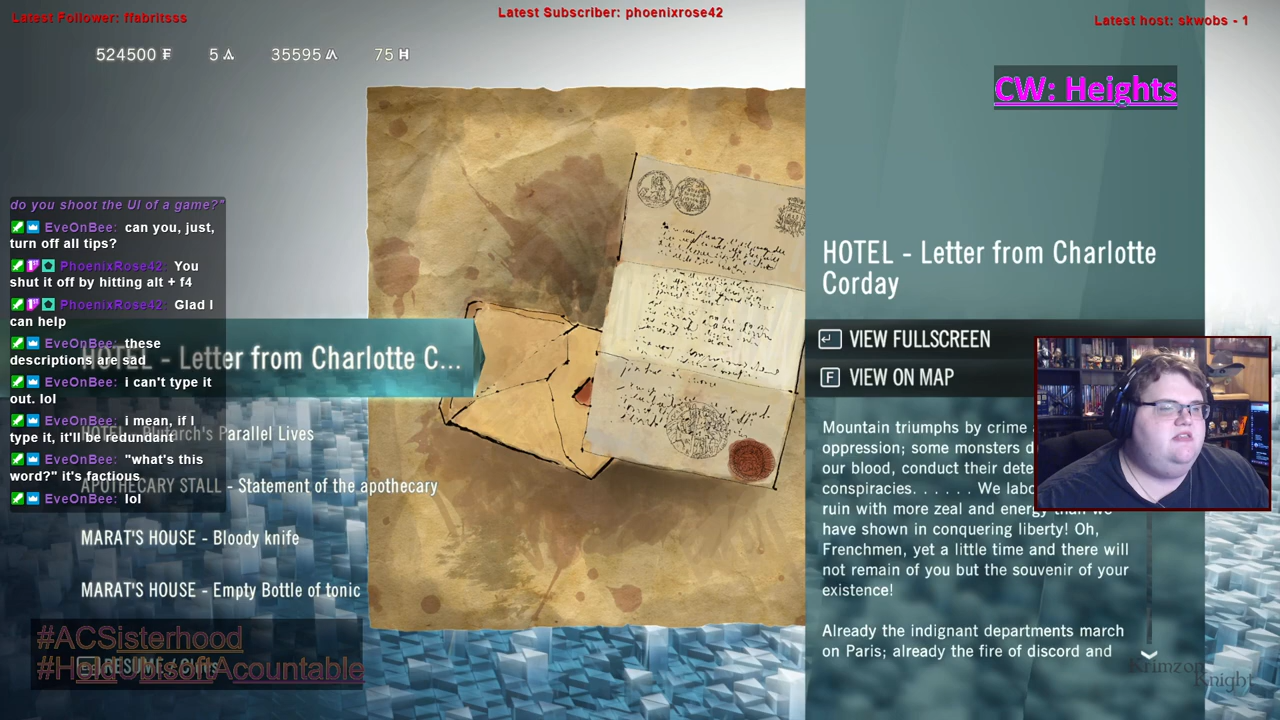 Latest Follower: ffabritsss
Latest Subscriber: phoenixrose42
Latest host: skwobs - 1
524500 5 35595 75
CW: Heights
do you shoot the UI of a game?"
EveOnBee: can you, just,
turn off all tips?
PhoenixRose42: You
shut it off by hitting alt + f4
PhoenixRose42: Glad I
can help
EveOnBee: these
descriptions are sad
EveOnBee: i can't type it
out. lol
EveOnBee: i mean, if I
type it, it'll be redundant
EveOnBee: "what's this
word?" it's factious
EveOnBee: lol
HOTEL - Letter from Charlotte C...
HOTEL - Plutarch's Parallel Lives
APOTHECARY STALL - Statement of the apothecary
MARAT'S HOUSE - Bloody knife
MARAT'S HOUSE - Empty Bottle of tonic
#ACSisterhood
#HoldUbisoftAcountable
RESUME
HOTEL - Letter from Charlotte
Corday
VIEW FULLSCREEN
F VIEW ON MAP
Mountain triumphs by crime
oppression; some monsters
our blood, conduct their
conspiracies. . . . . . We
ruin with more zeal and energy than we
have shown in conquering liberty! Oh,
Frenchmen, yet a little time and there will
not remain of you but the souvenir of your
existence!
Already the indignant departments march
on Paris; already the fire of discord and
Krimzon
Knight